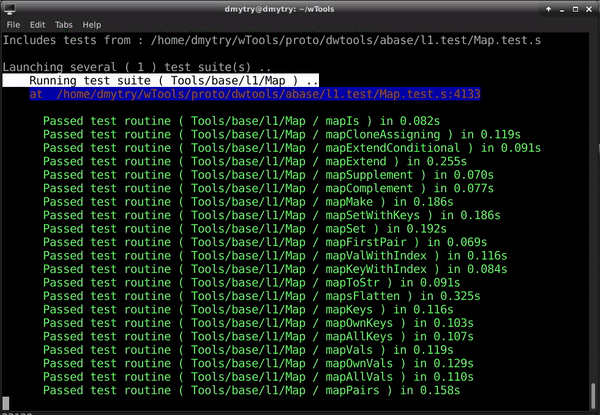 dmytry@dmytry: ~/wTools
File Edit Tabs Help
Includes tests from : /home/dmytry/wTools/proto/dwtools/abase/l1.test/Map.test.s
Launching several ( 1 ) test suite(s) ..
Running test suite ( Tools/base/l1/Map ) ..
at /home/dmytry/wTools/proto/dwtools/abase/l1.test/Map.test.s:4133
Passed test routine ( Tools/base/l1/Map / mapIs ) in 0.082s
Passed test routine ( Tools/base/l1/Map / mapCloneAssigning ) in 0.119s
Passed test routine ( Tools/base/l1/Map / mapExtendConditional ) in 0.091s
Passed test routine ( Tools/base/l1/Map / mapExtend ) in 0.255s
Passed test routine ( Tools/base/l1/Map / mapSupplement ) in 0.070s
Passed test routine ( Tools/base/l1/Map / mapComplement ) in 0.077s
Passed test routine ( Tools/base/l1/Map / mapMake ) in 0.186s
Passed test routine ( Tools/base/l1/Map / mapSetWithKeys ) in 0.186s
Passed test routine ( Tools/base/l1/Map / mapSet ) in 0.192s
Passed test routine ( Tools/base/l1/Map / mapFirstPair ) in 0.069s
Passed test routine ( Tools/base/l1/Map / mapValWithIndex ) in 0.116s
Passed test routine ( Tools/base/l1/Map / mapKeyWithIndex ) in 0.084s
Passed test routine ( Tools/base/l1/Map / mapToStr ) in 0.091s
Passed test routine ( Tools/base/l1/Map / mapsFlatten ) in 0.325s
Passed test routine ( Tools/base/l1/Map / mapKeys ) in 0.116s
Passed test routine ( Tools/base/l1/Map / mapOwnKeys ) in 0.103s
Passed test routine ( Tools/base/l1/Map / mapAllKeys ) in 0.107s
Passed test routine ( Tools/base/l1/Map / mapVals ) in 0.119s
Passed test routine ( Tools/base/l1/Map / mapOwnVals ) in 0.129s
Passed test routine ( Tools/base/l1/Map / mapAllVals ) in 0.110s
Passed test routine ( Tools/base/l1/Map / mapPairs ) in 0.158s